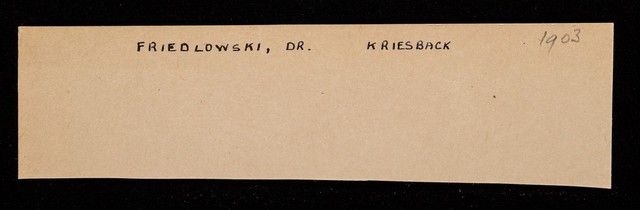 FRIEDLOWSKI, DR. KRIESBACK 1903